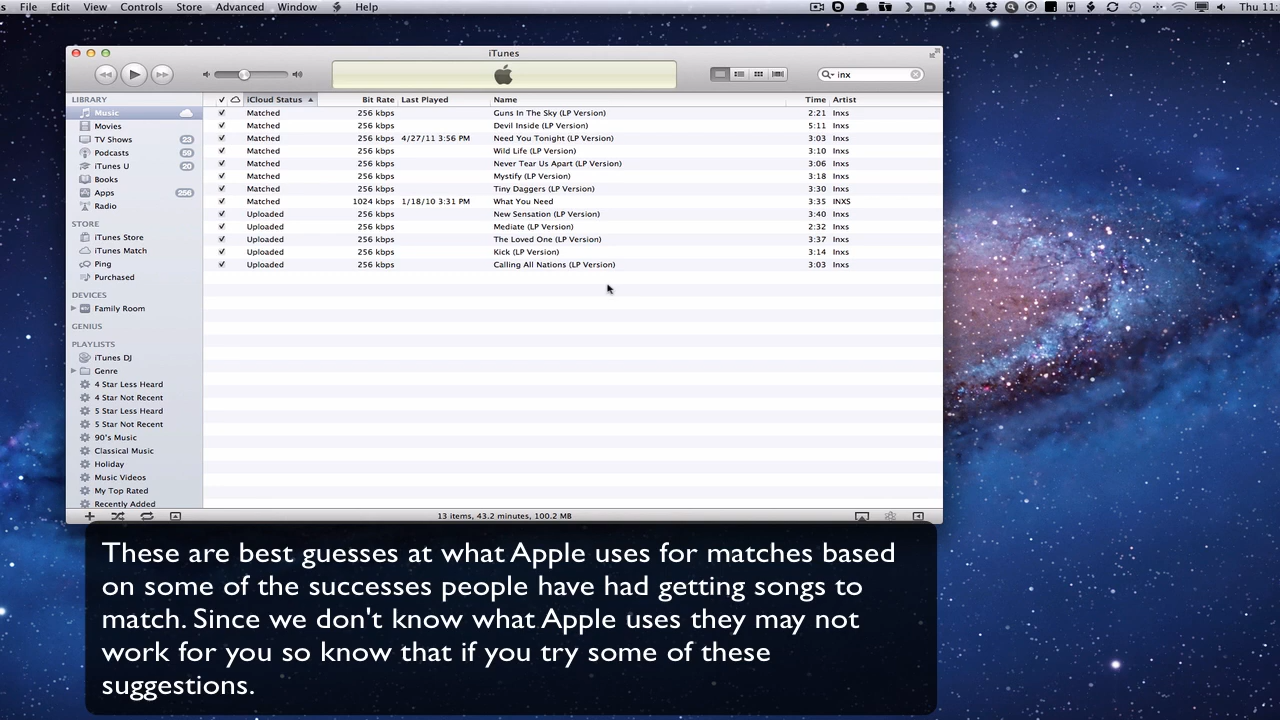 s File Edit View Controls Store Advanced Window Help Thu 11:
iTunes
inx
LIBRARY
Music
Movies
TV Shows 23
Podcasts 59
iTunes U 20
Books
Apps 256
Radio
STORE
iTunes Store
iTunes Match
Ping
Purchased
DEVICES
Family Room
GENIUS
PLAYLISTS
iTunes DJ
Genre
4 Star Less Heard
4 Star Not Recent
5 Star Less Heard
5 Star Not Recent
90's Music
Classical Music
Holiday
Music Videos
My Top Rated
Recently Added
iCloud Status Bit Rate Last Played Name Time Artist
Matched 256 kbps Guns In The Sky (LP Version) 2:21 Inxs
Matched 256 kbps Devil Inside (LP Version) 5:11 Inxs
Matched 256 kbps 4/27/11 3:56 PM Need You Tonight (LP Version) 3:03 Inxs
Matched 256 kbps Wild Life (LP Version) 3:10 Inxs
Matched 256 kbps Never Tear Us Apart (LP Version) 3:06 Inxs
Matched 256 kbps Mystify (LP Version) 3:18 Inxs
Matched 256 kbps Tiny Daggers (LP Version) 3:30 Inxs
Matched 1024 kbps 1/18/10 3:31 PM What You Need 3:35 INXS
Uploaded 256 kbps New Sensation (LP Version) 3:40 Inxs
Uploaded 256 kbps Mediate (LP Version) 2:32 Inxs
Uploaded 256 kbps The Loved One (LP Version) 3:37 Inxs
Uploaded 256 kbps Kick (LP Version) 3:14 Inxs
Uploaded 256 kbps Calling All Nations (LP Version) 3:03 Inxs
13 items, 43.2 minutes, 100.2 MB
These are best guesses at what Apple uses for matches based
on some of the successes people have had getting songs to
match. Since we don't know what Apple uses they may not
work for you so know that if you try some of these
suggestions.